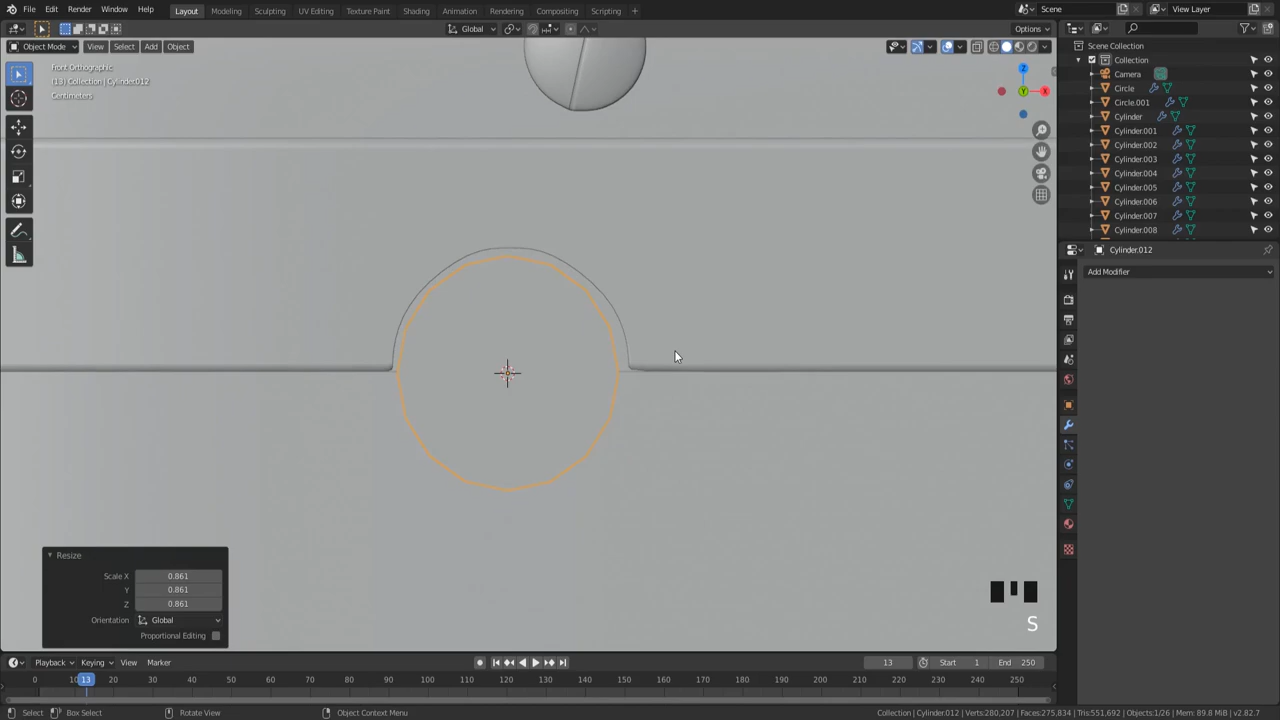 File Edit Render Window Help Layout Modeling Sculpting UV Editing Texture Paint Shading Animation Rendering Compositing Scripting + Scene View Layer
Global Options
Object Mode View Select Add Object
Front Orthographic
(13) Collection | Cylinder.012
Centimeters
Z
Y
X
Scene Collection
Collection
Camera
Circle
Circle.001
Cylinder
Cylinder.001
Cylinder.002
Cylinder.003
Cylinder.004
Cylinder.005
Cylinder.006
Cylinder.007
Cylinder.008
Cylinder.012
Add Modifier
Resize
Scale X 0.861
Y 0.861
Z 0.861
Orientation Global
Proportional Editing
S
Playback Keying View Marker 13 Start 1 End 250
0 10 13 20 30 40 50 60 70 80 90 100 110 120 130 140 150 160 170 180 190 200 210 220 230 240 250
Select Box Select Rotate View Object Context Menu Collection | Cylinder.012 | Verts:280,207 | Faces:275,834 | Tris:551,692 | Objects:1/26 | Mem: 89.8 MiB | v2.82.7